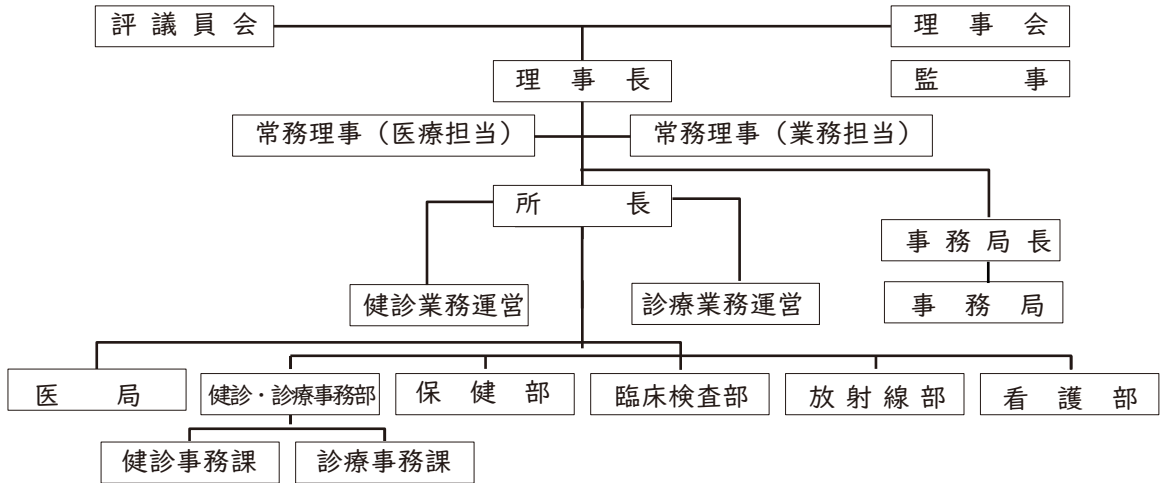 評議員会
理事会
理事長
監事
常務理事（医療担当）
常務理事（業務担当）
所長
事務局長
健診業務運営
診療業務運営
事務局
医局
健診・診療事務部
保健部
臨床検査部
放射線部
看護部
健診事務課
診療事務課